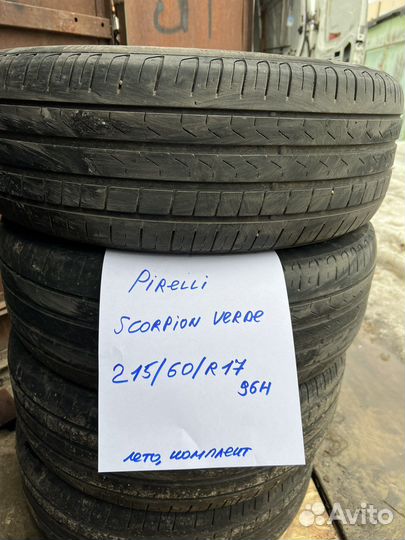 Pirelli
Scorpion Verde
215/60/R17
96H
лето, комплект
Avito